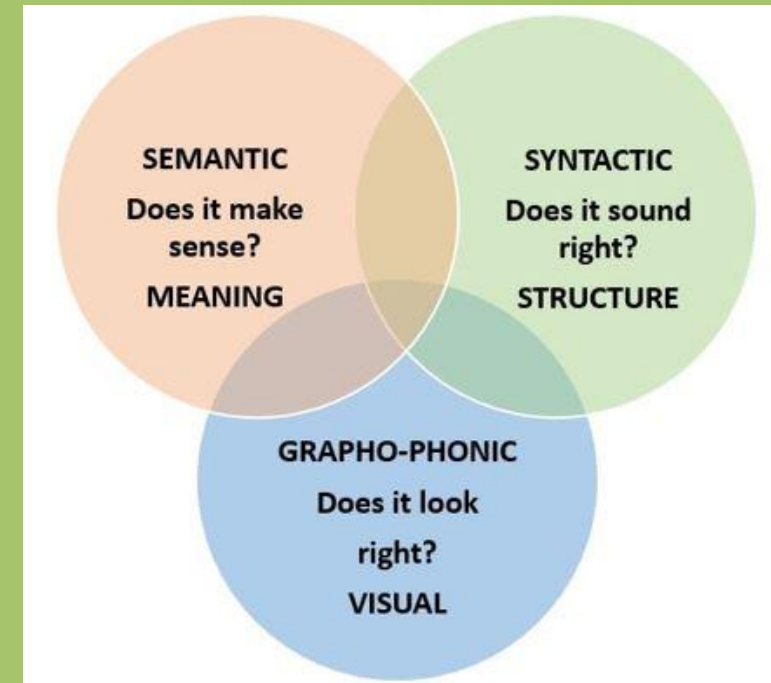 SEMANTIC
Does it make
sense?
MEANING
SYNTACTIC
Does it sound
right?
STRUCTURE
GRAPHO-PHONIC
Does it look
right?
VISUAL